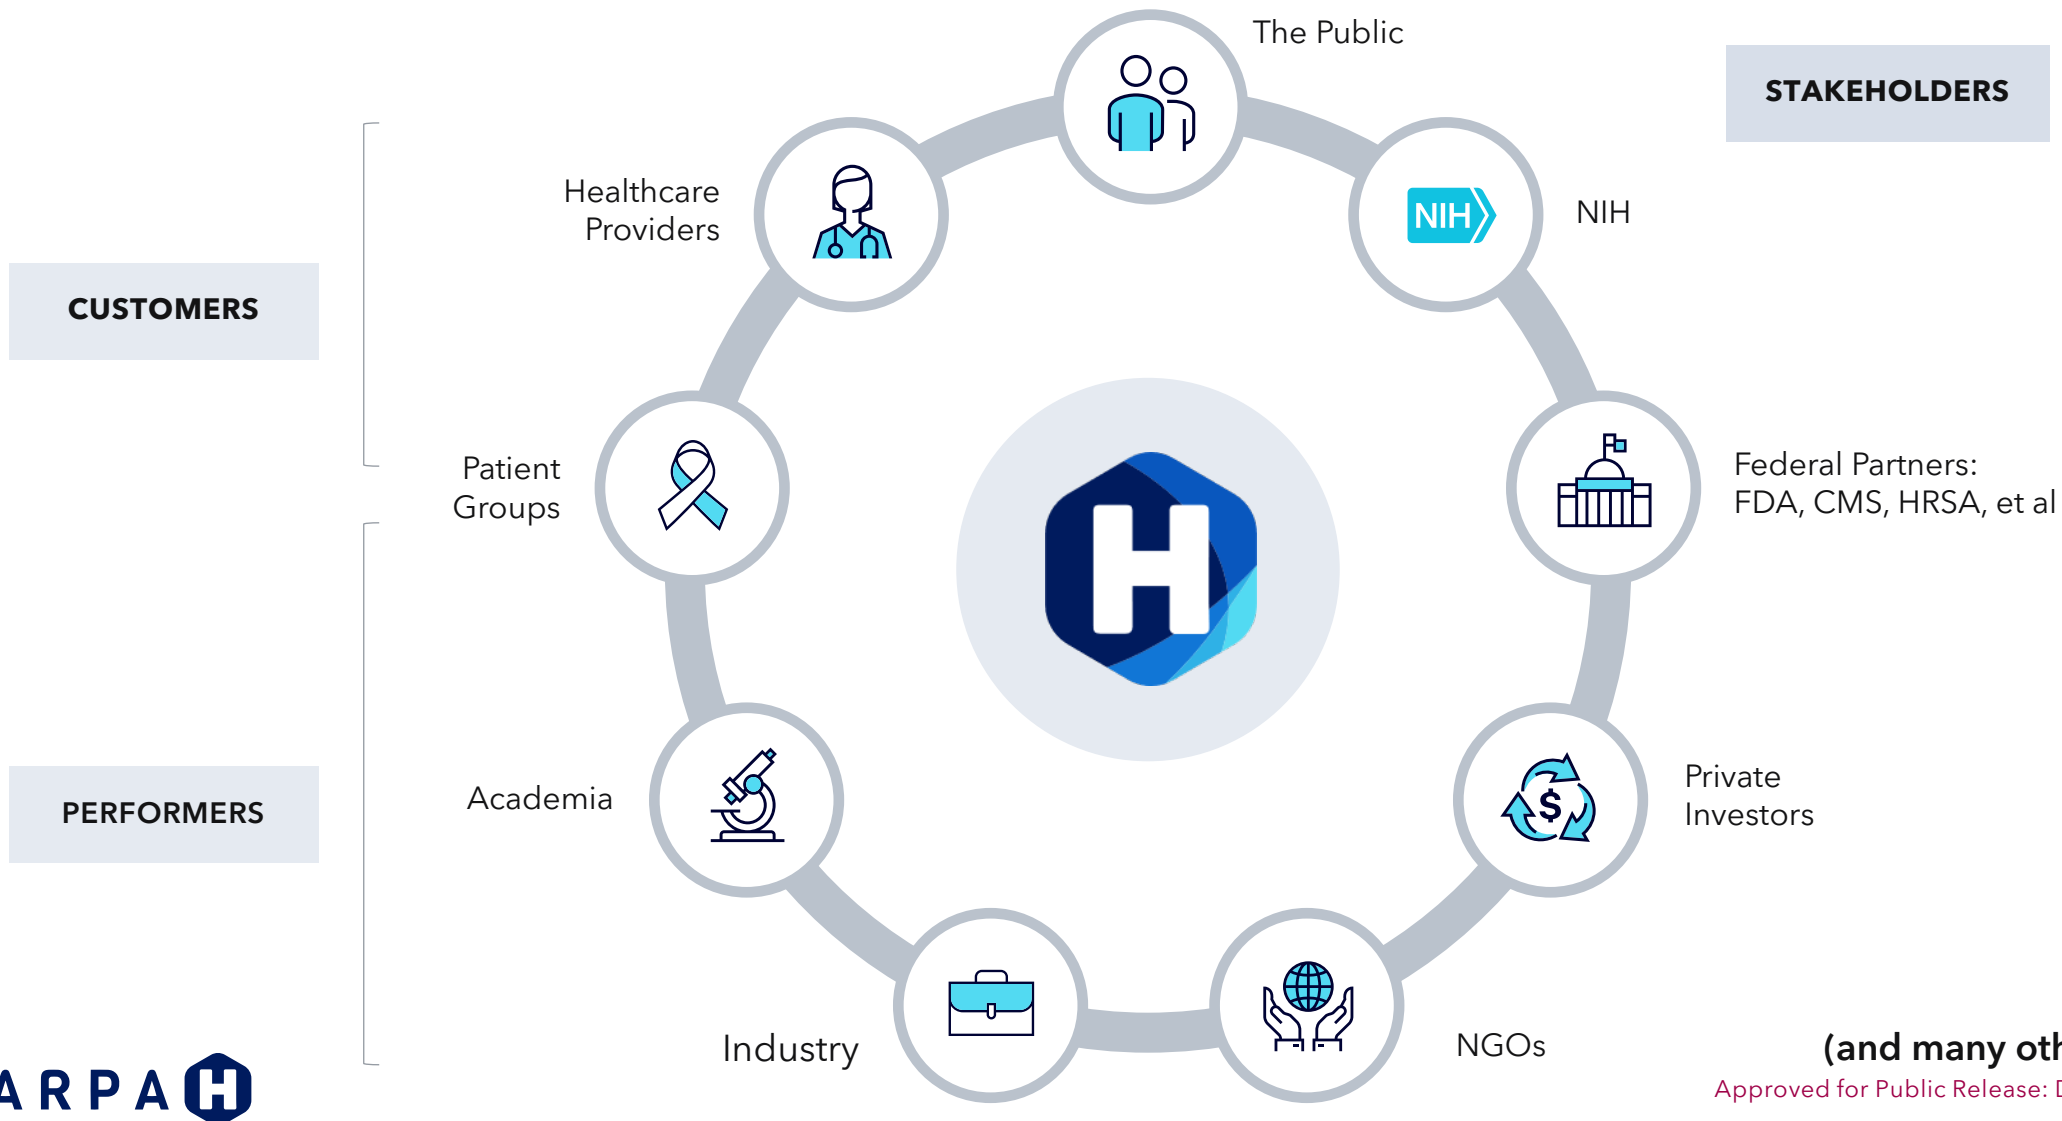 The Public
STAKEHOLDERS
Healthcare
Providers
NIH
NIH
CUSTOMERS
Patient
Groups
Federal Partners:
FDA, CMS, HRSA, et al
H
Private
Investors
$
Academia
PERFORMERS
Industry
NGOs
(and many
Approved for Public Release:
ARPA H